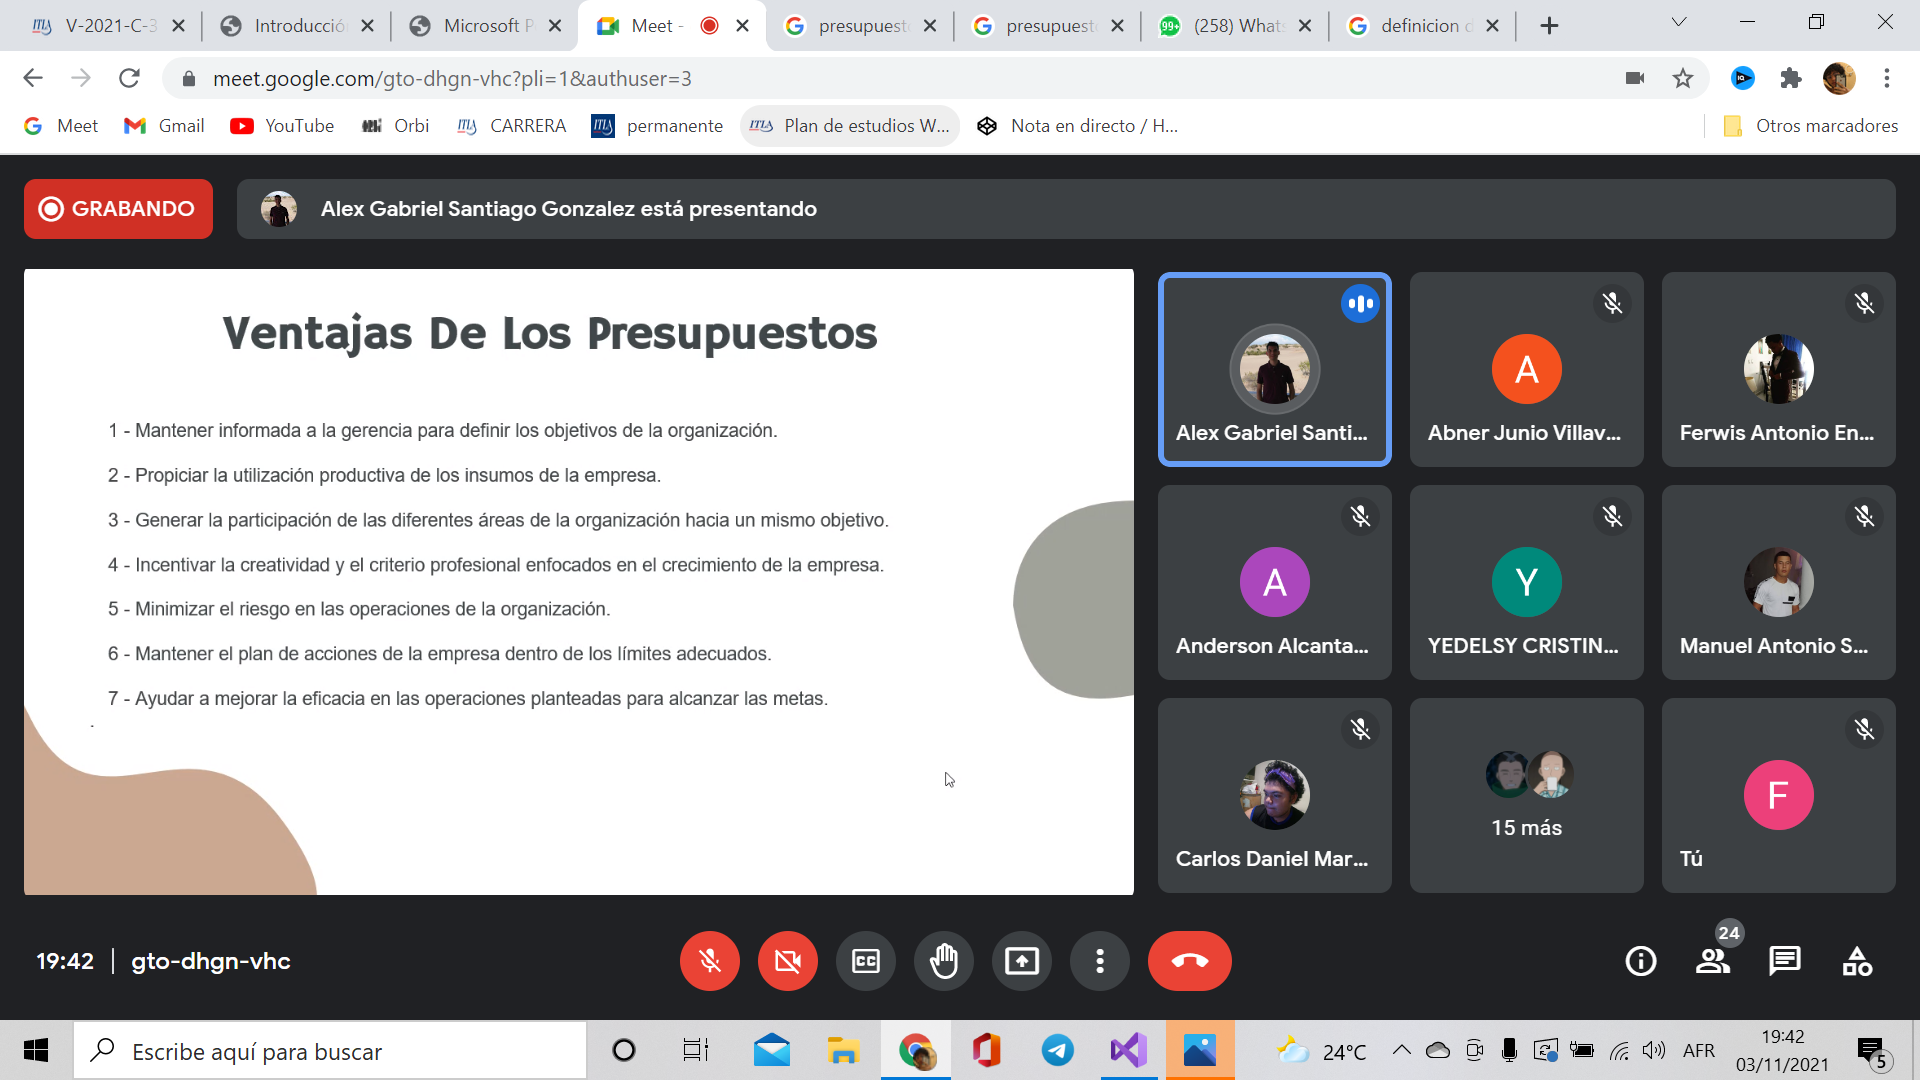 V-2021-C-3
Introducció
Microsoft P
Meet -
presupuest
presupuest
(258) Whats
definicion d
meet.google.com/gto-dhgn-vhc?pli=1&authuser=3
Meet
Gmail
YouTube
Orbi
CARRERA
permanente
Plan de estudios W...
Nota en directo / H...
Otros marcadores
GRABANDO
Alex Gabriel Santiago Gonzalez está presentando
Ventajas De Los Presupuestos
1 - Mantener informada a la gerencia para definir los objetivos de la organización.
2 - Propiciar la utilización productiva de los insumos de la empresa.
3 - Generar la participación de las diferentes áreas de la organización hacia un mismo objetivo.
4 - Incentivar la creatividad y el criterio profesional enfocados en el crecimiento de la empresa.
5 - Minimizar el riesgo en las operaciones de la organización.
6 - Mantener el plan de acciones de la empresa dentro de los límites adecuados.
7 - Ayudar a mejorar la eficacia en las operaciones planteadas para alcanzar las metas.
Alex Gabriel Santi...
A
Abner Junio Villav...
Ferwis Antonio En...
A
Anderson Alcanta...
Y
YEDELSY CRISTIN...
Manuel Antonio S...
Carlos Daniel Mar...
15 más
F
Tú
19:42
gto-dhgn-vhc
CC
24
Escribe aquí para buscar
24°C
AFR
19:42
03/11/2021
5